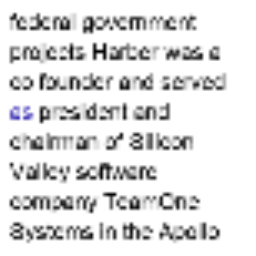 federal government
projects Harber was a
co founder and served
as president and
chairman of Silicon
Valley software
company TeamOne
Systems In the Apollo